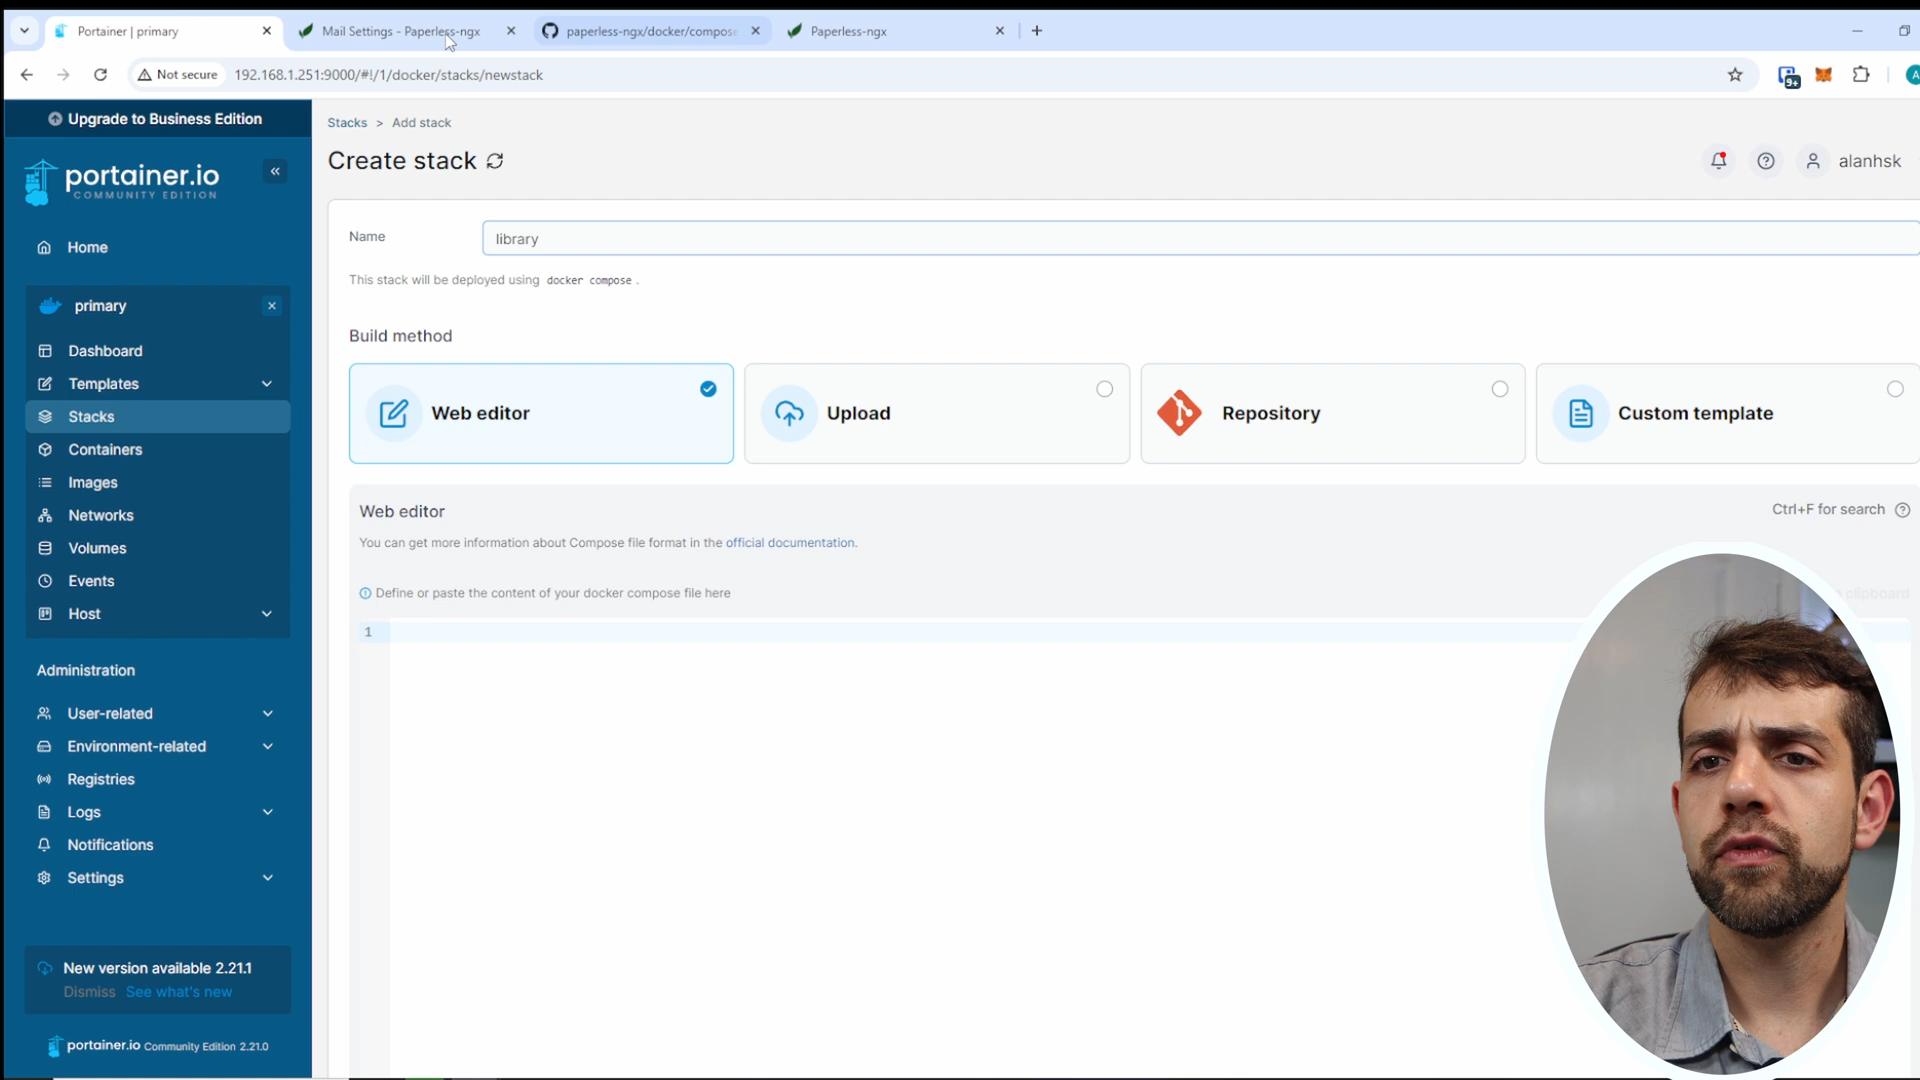 Portainer | primary
Mail Settings - Paperless-ngx
paperless-ngx/docker/compose
Paperless-ngx
Not secure
192.168.1.251:9000/#!/1/docker/stacks/newstack
9+
A
Upgrade to Business Edition
portainer.io
COMMUNITY EDITION
Home
primary
Dashboard
Templates
Stacks
Containers
Images
Networks
Volumes
Events
Host
Administration
User-related
Environment-related
Registries
Logs
Notifications
Settings
New version available 2.21.1
Dismiss See what's new
portainer.io Community Edition 2.21.0
Stacks > Add stack
Create stack
alanhsk
Name
library
This stack will be deployed using docker compose .
Build method
Web editor
Upload
Repository
Custom template
Web editor
Ctrl+F for search
You can get more information about Compose file format in the official documentation.
Define or paste the content of your docker compose file here
clipboard
1